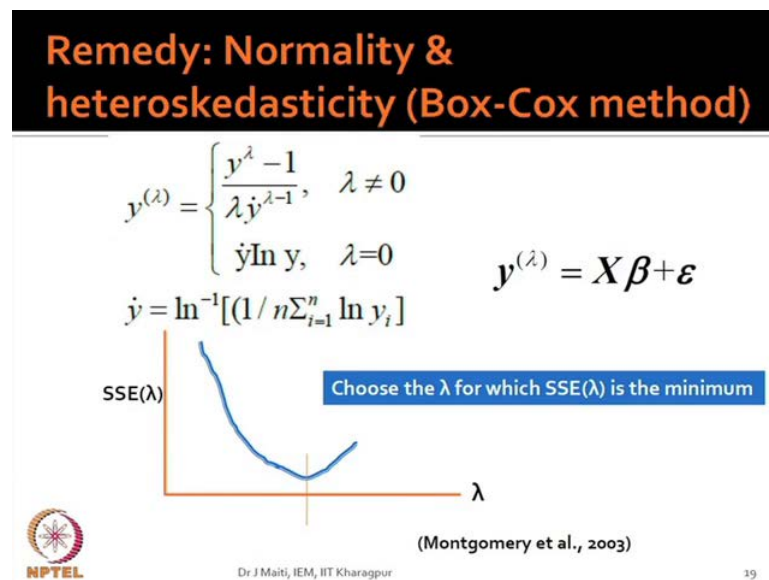 Remedy: Normality &
heteroskedasticity (Box-Cox method)
y^(λ) = { (y^λ − 1) / (λẏ^(λ−1)), λ ≠ 0
ẏIn y, λ=0
y^(λ) = Xβ+ε
ẏ = ln⁻¹[(1/nΣⁿᵢ₌₁ ln yᵢ]
SSE(λ)
Choose the λ for which SSE(λ) is the minimum
λ
(Montgomery et al., 2003)
NPTEL
Dr J Maiti, IEM, IIT Kharagpur
19